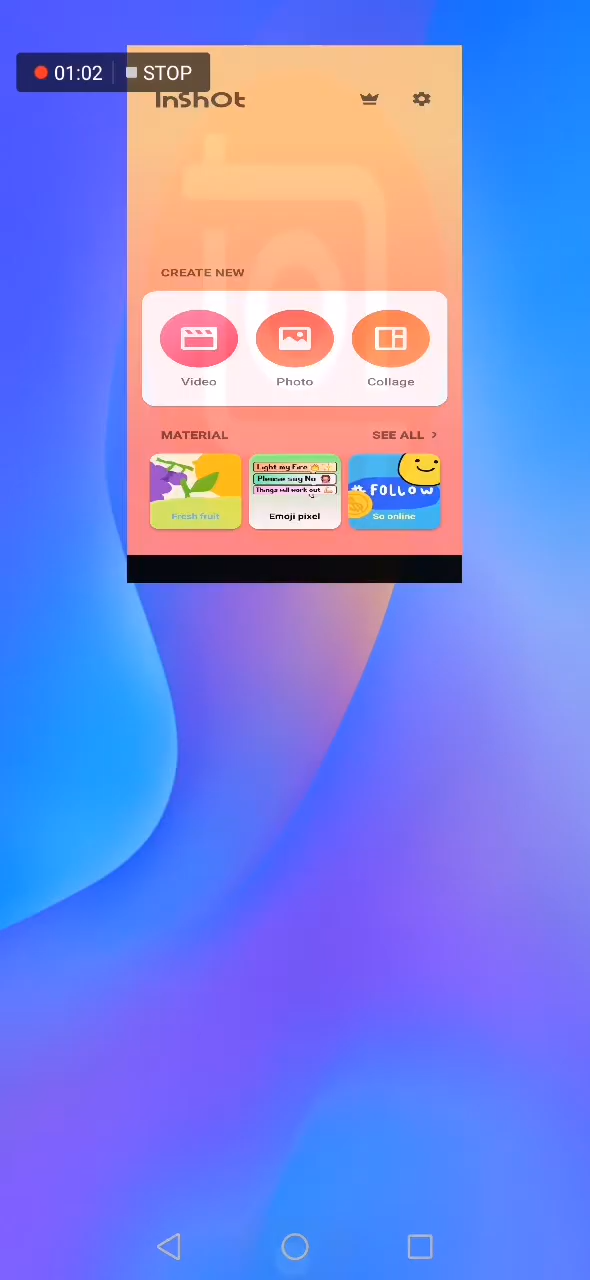 01:02 STOP
InShOt
CREATE NEW
Video Photo Collage
MATERIAL SEE ALL >
Light my Fire
Please say No
Things will work out
# FOLLOW
Fresh fruit Emoji pixel So online